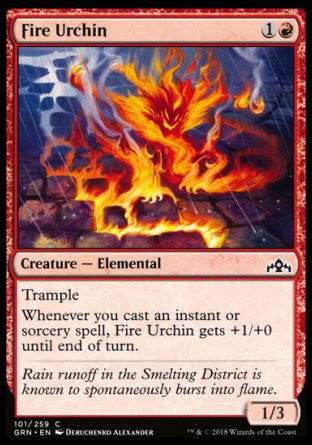 Fire Urchin 1
Creature — Elemental
Trample
Whenever you cast an instant or
sorcery spell, Fire Urchin gets +1/+0
until end of turn.
Rain runoff in the Smelting District is
known to spontaneously burst into flame.
1/3
101/259 C
GRN • EN Deruchenko Alexander
™ & © 2018 Wizards of the Coast